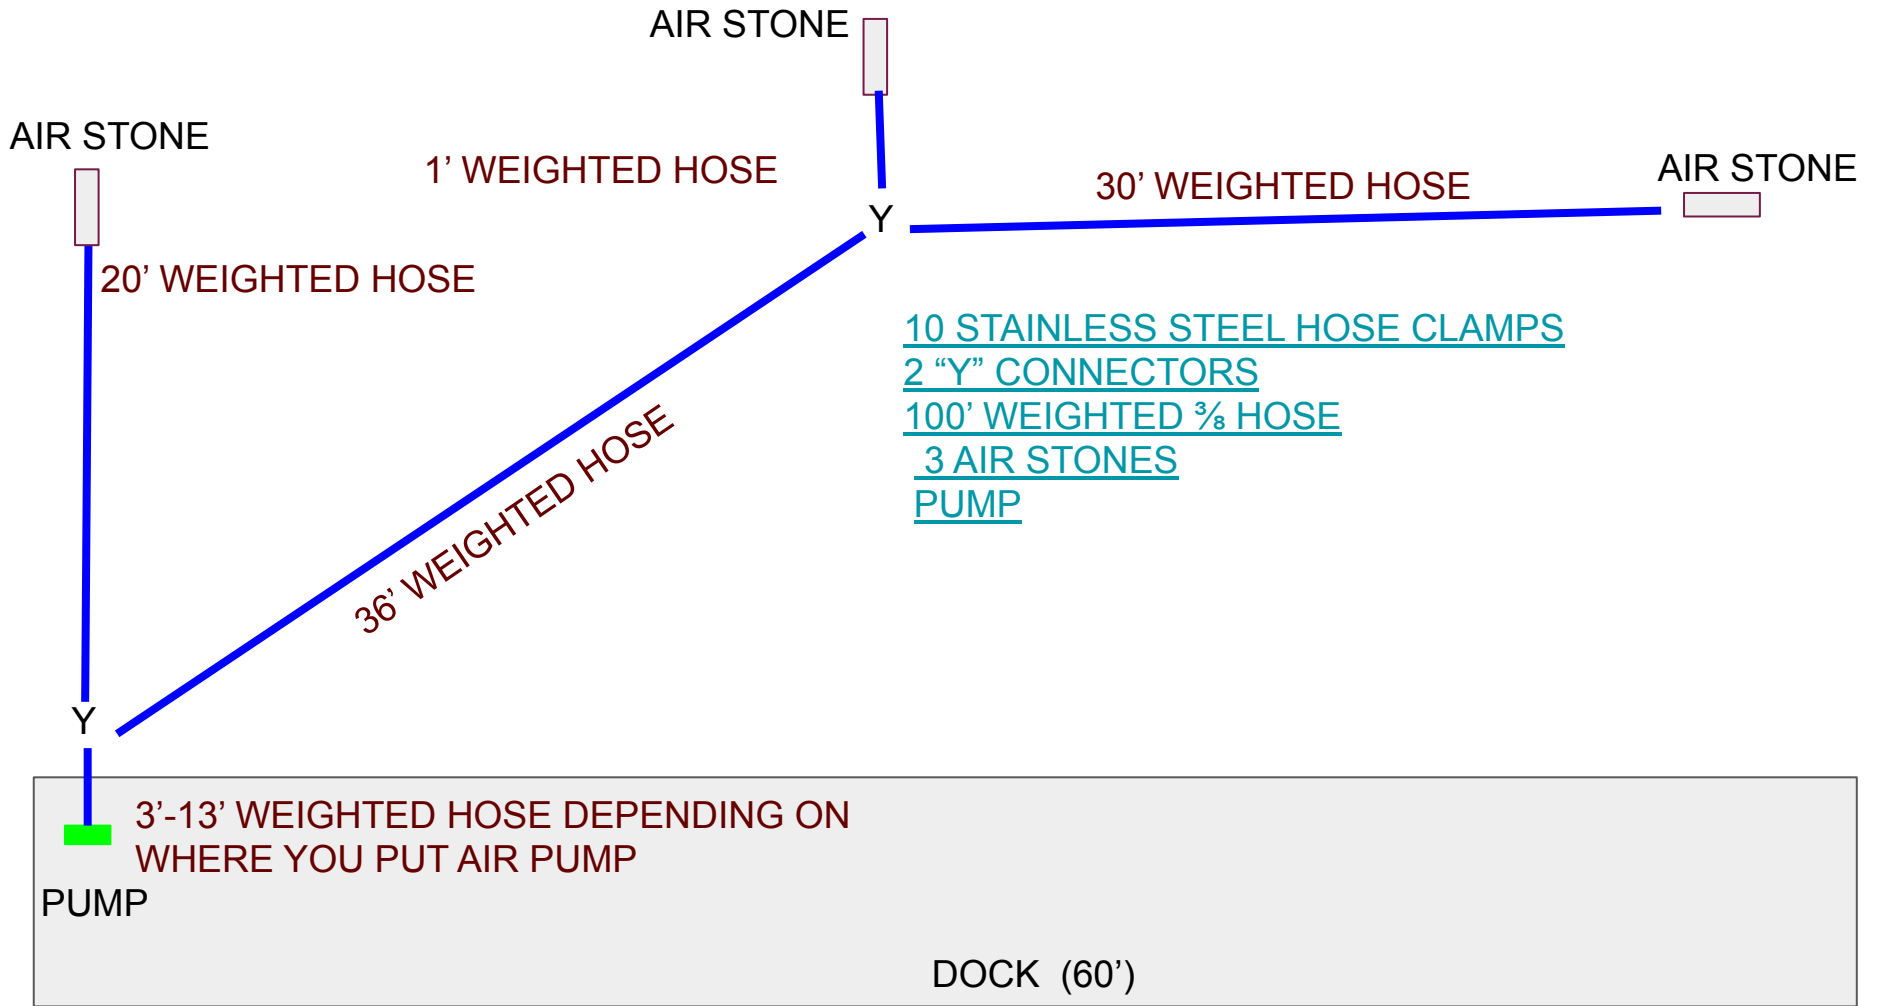 AIR STONE
AIR STONE
1’ WEIGHTED HOSE
30’ WEIGHTED HOSE
AIR STONE
Y
20’ WEIGHTED HOSE
10 STAINLESS STEEL HOSE CLAMPS
2 “Y” CONNECTORS
100’ WEIGHTED ⅜ HOSE
3 AIR STONES
PUMP
36’ WEIGHTED HOSE
Y
3’-13’ WEIGHTED HOSE DEPENDING ON
WHERE YOU PUT AIR PUMP
PUMP
DOCK (60’)